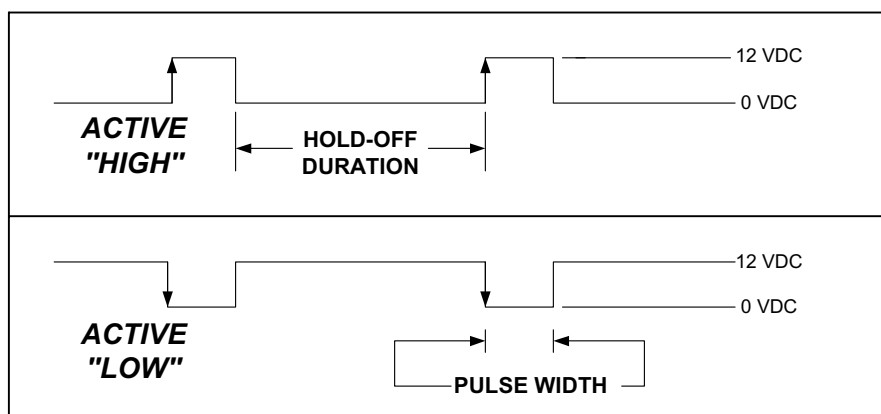 12 VDC
0 VDC
ACTIVE
"HIGH"
HOLD-OFF
DURATION
12 VDC
0 VDC
ACTIVE
"LOW"
PULSE WIDTH